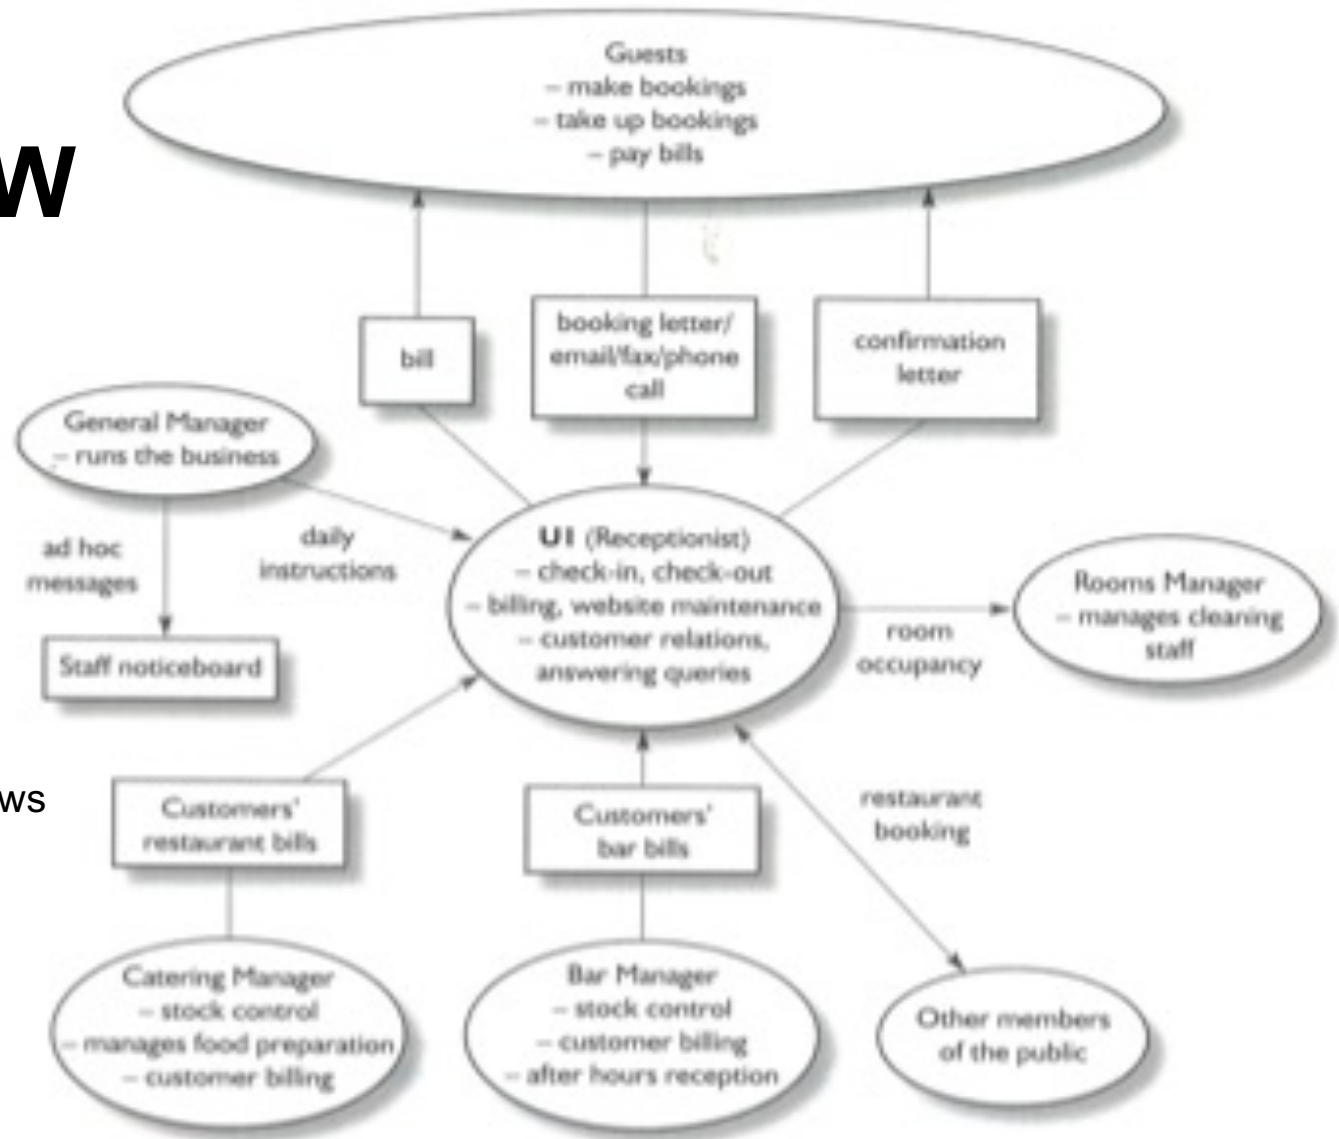 Guests
– make bookings
– take up bookings
– pay bills
w
bill
booking letter/
email/fax/phone
call
confirmation
letter
General Manager
– runs the business
ad hoc
messages
daily
instructions
Staff noticeboard
U1 (Receptionist)
– check-in, check-out
– billing, website maintenance
– customer relations,
answering queries
room
occupancy
Rooms Manager
– manages cleaning
staff
ws
Customers'
restaurant bills
Customers'
bar bills
restaurant
booking
Catering Manager
– stock control
– manages food preparation
– customer billing
Bar Manager
– stock control
– customer billing
– after hours reception
Other members
of the public